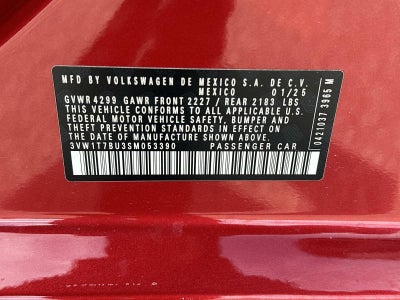 MFD BY VOLKSWAGEN DE MEXICO S.A. DE C.V.
MEXICO 01/25
GVWR 4299 GAWR FRONT 2227 / REAR 2183 LBS
THIS VEHICLE CONFORMS TO ALL APPLICABLE U.S.
FEDERAL MOTOR VEHICLE SAFETY, BUMPER AND
THEFT PREVENTION STANDARDS IN EFFECT ON THE
DATE OF MANUFACTURE SHOWN ABOVE.
3VW1T7BU3SM053390 PASSENGER CAR
0421037 3965 M